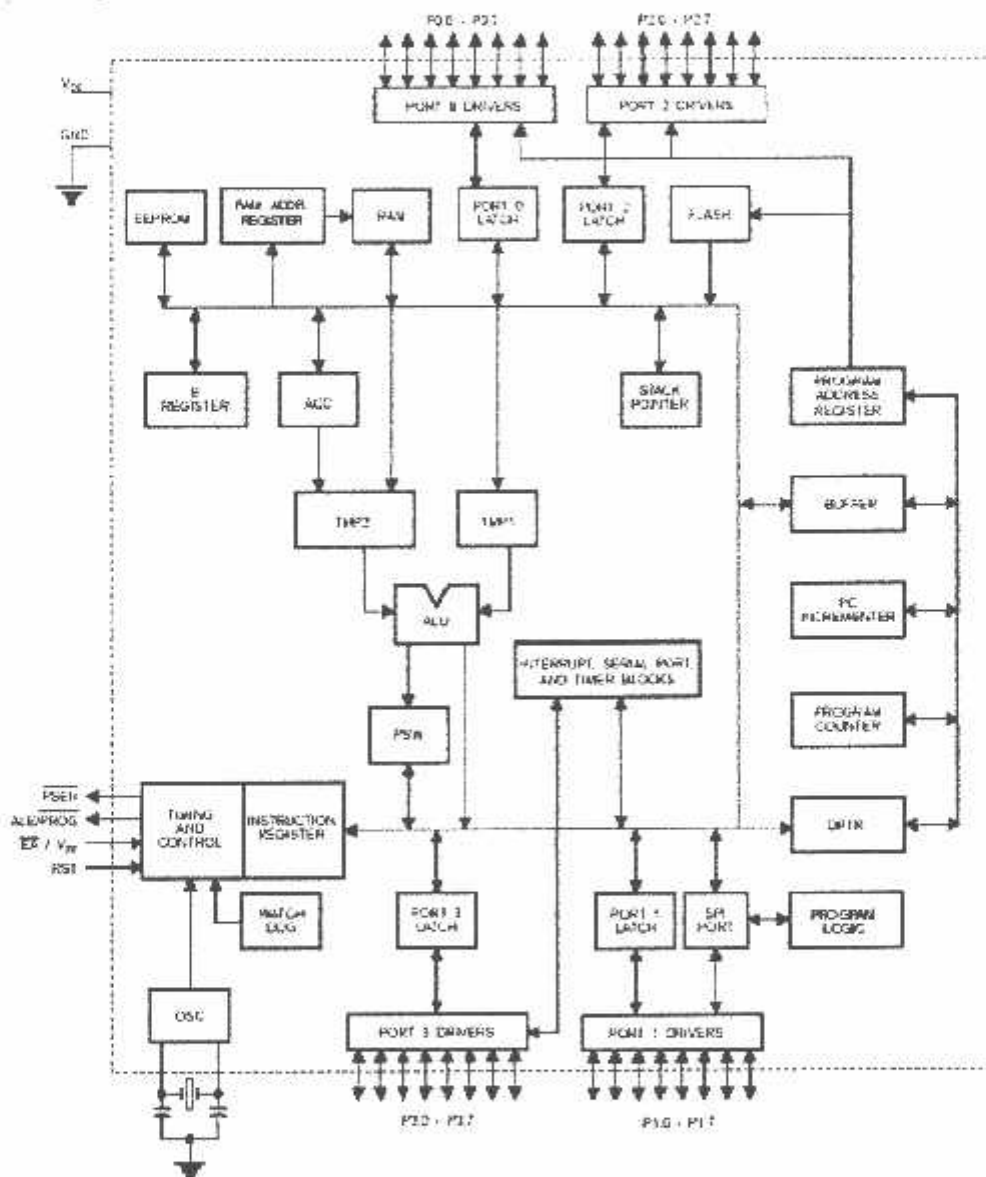 P0.0 - P0.7
P2.0 - P2.7
VCC
GND
PORT 0 DRIVERS
PORT 2 DRIVERS
EEPROM
RAM ADDR.
REGISTER
RAM
PORT 0
LATCH
PORT 2
LATCH
FLASH
B
REGISTER
ACC
STACK
POINTER
PROGRAM
ADDRESS
REGISTER
TMP2
TMP1
BUFFER
ALU
PC
INCREMENTER
INTERRUPT, SERIAL PORT,
AND TIMER BLOCKS
PSW
PROGRAM
COUNTER
PSEN
ALE/PROG
EA / VPP
RST
TIMING
AND
CONTROL
INSTRUCTION
REGISTER
DPTR
WATCH
DOG
PORT 3
LATCH
PORT 1
LATCH
SPI
PORT
PROGRAM
LOGIC
OSC
PORT 3 DRIVERS
PORT 1 DRIVERS
P3.0 - P3.7
P1.0 - P1.7